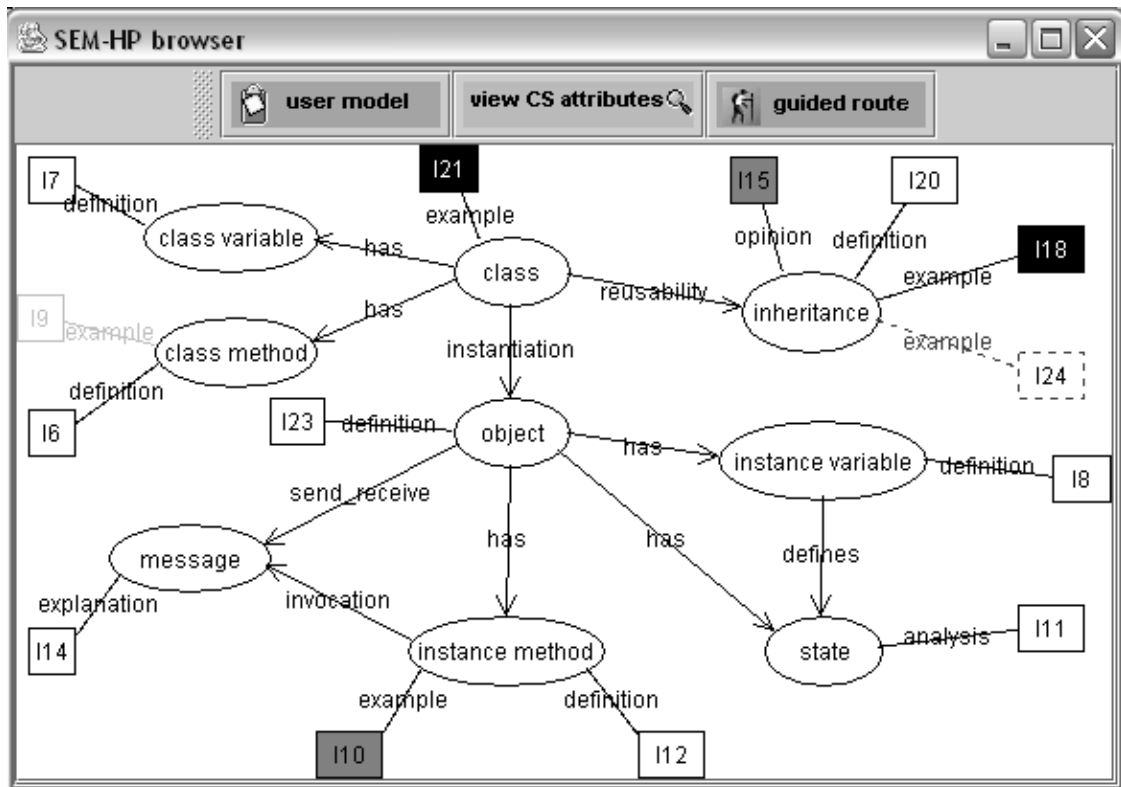 SEM-HP browser
user model
view CS attributes
guided route
I7
definition
class variable
I21
example
class
has
has
I15
opinion
I20
definition
I18
example
reusability
inheritance
example
I24
I9
example
class method
definition
I6
instantiation
I23
definition
object
has
instance variable
definition
I8
send_receive
has
has
defines
message
explanation
I14
invocation
instance method
example
definition
I10
I12
state
analysis
I11